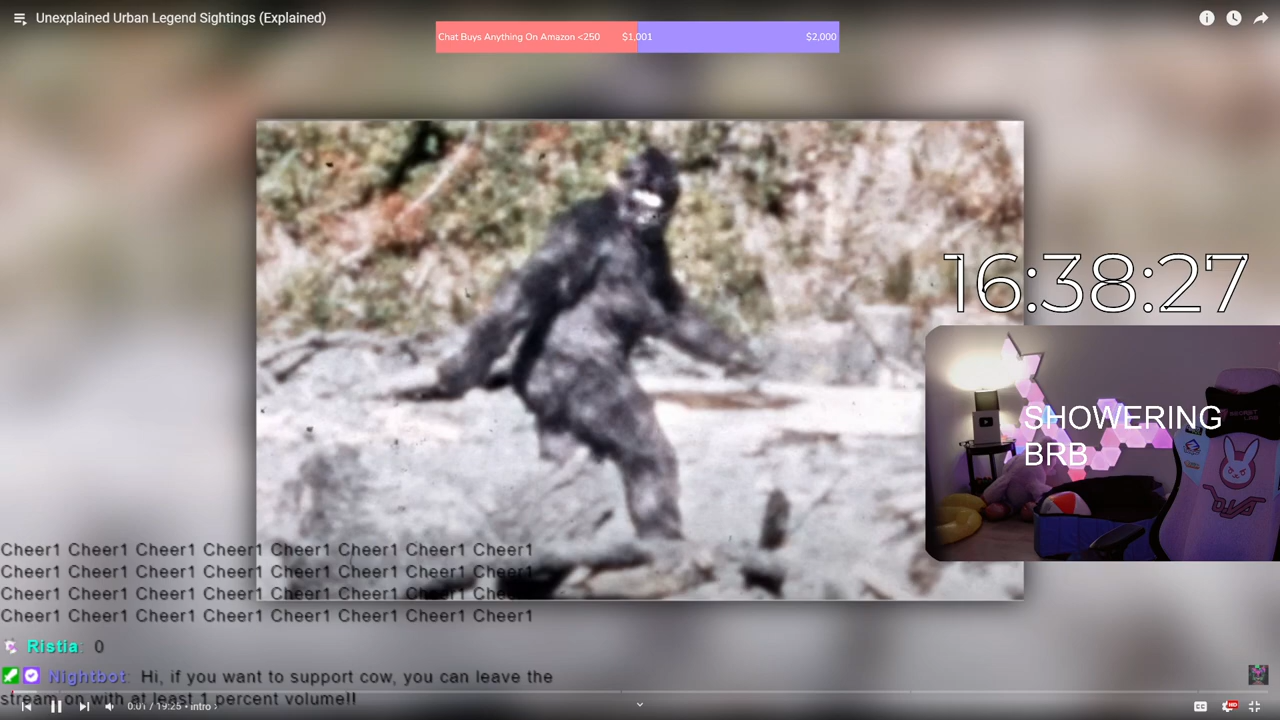 Unexplained Urban Legend Sightings (Explained)
Chat Buys Anything On Amazon <250 $1,001 $2,000
16:38:27
SHOWERING
BRB
Cheer1 Cheer1 Cheer1 Cheer1 Cheer1 Cheer1 Cheer1 Cheer1
Cheer1 Cheer1 Cheer1 Cheer1 Cheer1 Cheer1 Cheer1 Cheer1
Cheer1 Cheer1 Cheer1 Cheer1 Cheer1 Cheer1 Cheer1 Cheer1
Cheer1 Cheer1 Cheer1 Cheer1 Cheer1 Cheer1 Cheer1 Cheer1
Ristia: 0
Nightbot: Hi, if you want to support cow, you can leave the
stream on with at least 1 percent volume!!
0:01 / 19:25 • Intro ›
CC
HD